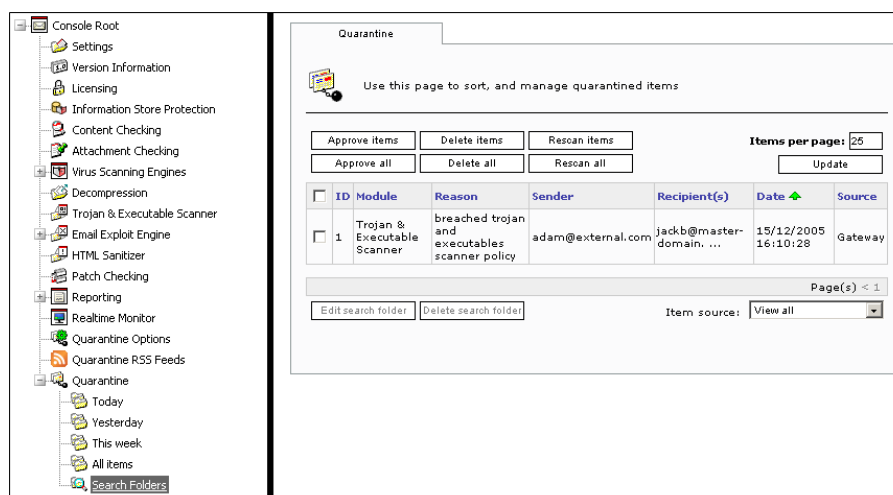 Console Root
Settings
Version Information
Licensing
Information Store Protection
Content Checking
Attachment Checking
Virus Scanning Engines
Decompression
Trojan & Executable Scanner
Email Exploit Engine
HTML Sanitizer
Patch Checking
Reporting
Realtime Monitor
Quarantine Options
Quarantine RSS Feeds
Quarantine
Today
Yesterday
This week
All items
Search Folders
Quarantine
Use this page to sort, and manage quarantined items
Approve items Delete items Rescan items Items per page: 25
Approve all Delete all Rescan all Update
ID Module Reason Sender Recipient(s) Date Source
1 Trojan & Executable Scanner breached trojan and executables scanner policy adam@external.com jackb@master-domain. ... 15/12/2005 16:10:28 Gateway
Page(s) < 1
Edit search folder Delete search folder Item source: View all